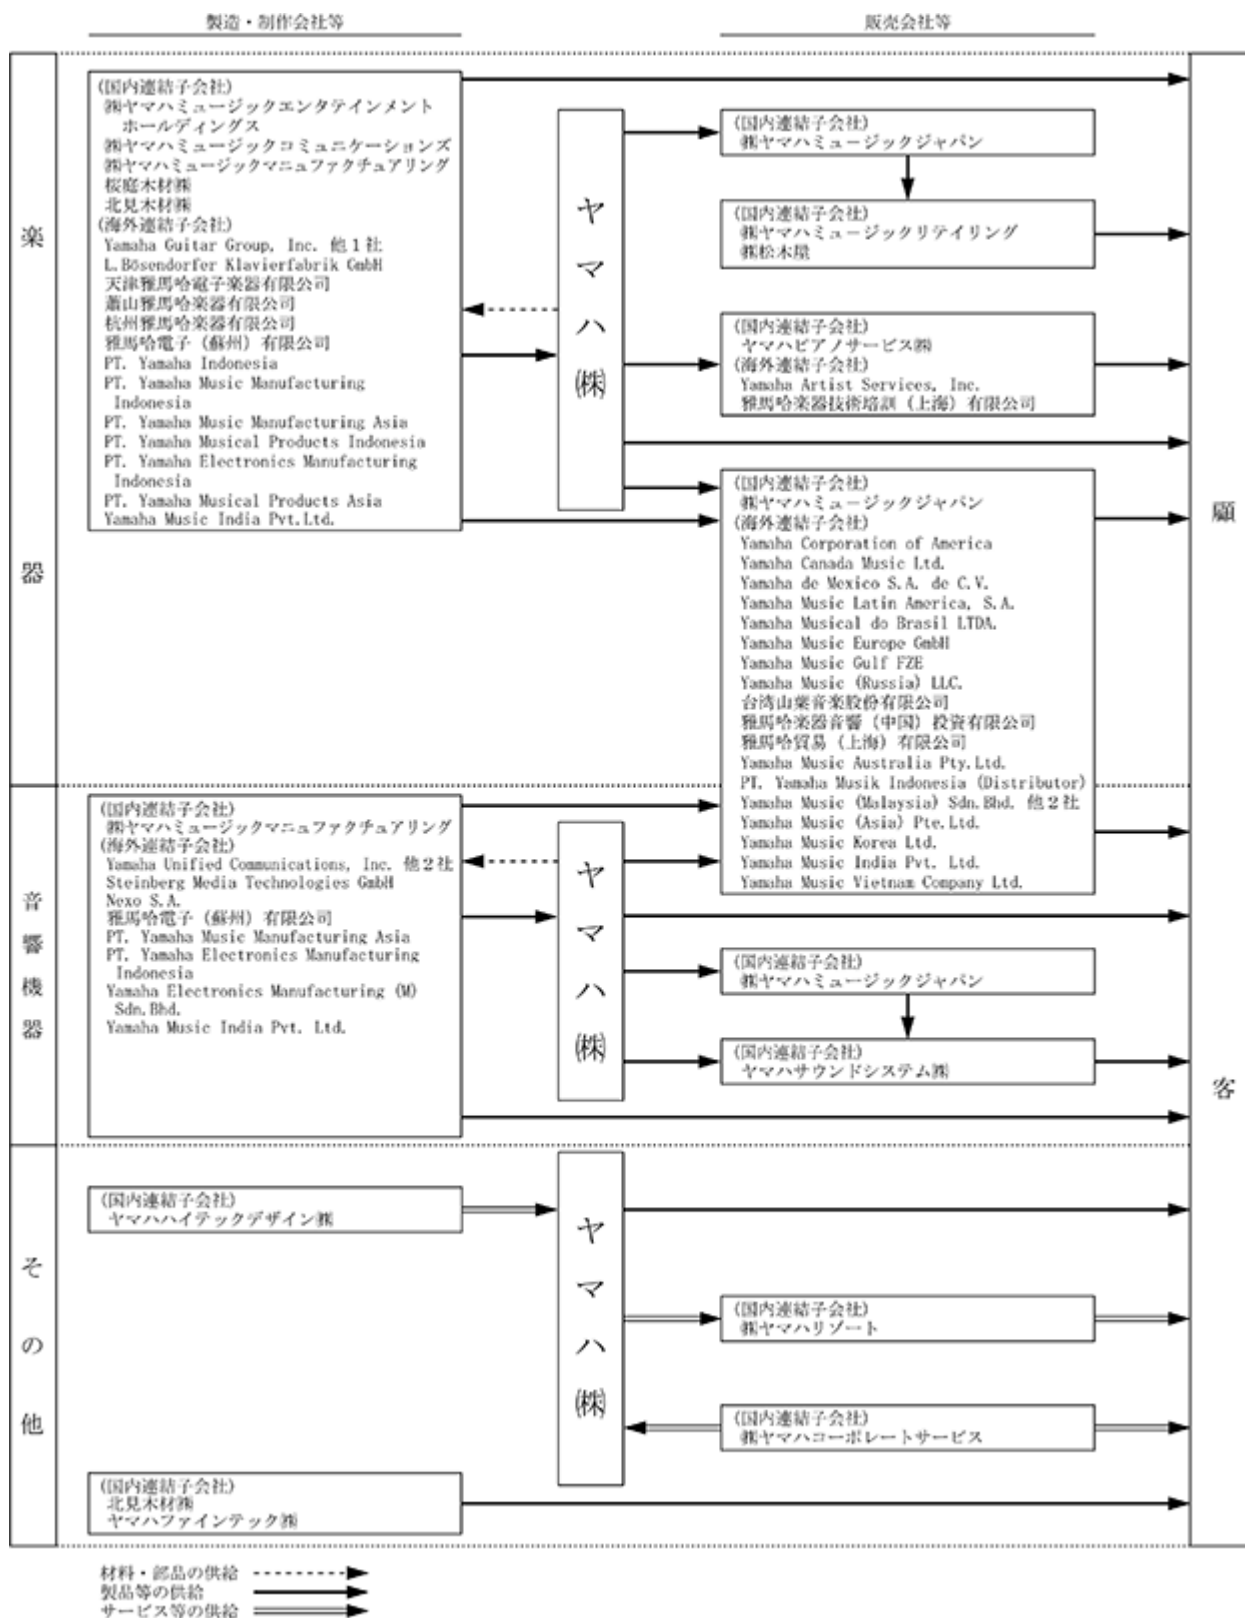 製造・制作会社等
販売会社等
楽器
(国内連結子会社)
㈱ヤマハミュージックエンタテインメント
ホールディングス
㈱ヤマハミュージックコミュニケーションズ
㈱ヤマハミュージックマニュファクチュアリング
桜庭木材㈱
北見木材㈱
(海外連結子会社)
Yamaha Guitar Group, Inc. 他1社
L.Bösendorfer Klavierfabrik GmbH
天津雅馬哈電子楽器有限公司
蕭山雅馬哈楽器有限公司
杭州雅馬哈楽器有限公司
雅馬哈電子（蘇州）有限公司
PT. Yamaha Indonesia
PT. Yamaha Music Manufacturing
Indonesia
PT. Yamaha Music Manufacturing Asia
PT. Yamaha Musical Products Indonesia
PT. Yamaha Electronics Manufacturing
Indonesia
PT. Yamaha Musical Products Asia
Yamaha Music India Pvt.Ltd.
ヤマハ㈱
(国内連結子会社)
㈱ヤマハミュージックジャパン
(国内連結子会社)
㈱ヤマハミュージックリテイリング
㈱松木屋
(国内連結子会社)
ヤマハピアノサービス㈱
(海外連結子会社)
Yamaha Artist Services, Inc.
雅馬哈楽器技術培訓（上海）有限公司
(国内連結子会社)
㈱ヤマハミュージックジャパン
(海外連結子会社)
Yamaha Corporation of America
Yamaha Canada Music Ltd.
Yamaha de Mexico S.A. de C.V.
Yamaha Music Latin America, S.A.
Yamaha Musical do Brasil LTDA.
Yamaha Music Europe GmbH
Yamaha Music Gulf FZE
Yamaha Music (Russia) LLC.
台湾山葉音楽股份有限公司
雅馬哈楽器音響（中国）投資有限公司
雅馬哈貿易（上海）有限公司
Yamaha Music Australia Pty.Ltd.
PT. Yamaha Musik Indonesia (Distributor)
Yamaha Music (Malaysia) Sdn.Bhd. 他2社
Yamaha Music (Asia) Pte.Ltd.
Yamaha Music Korea Ltd.
Yamaha Music India Pvt. Ltd.
Yamaha Music Vietnam Company Ltd.
顧客
音響機器
(国内連結子会社)
㈱ヤマハミュージックマニュファクチュアリング
(海外連結子会社)
Yamaha Unified Communications, Inc. 他2社
Steinberg Media Technologies GmbH
Nexo S.A.
雅馬哈電子（蘇州）有限公司
PT. Yamaha Music Manufacturing Asia
PT. Yamaha Electronics Manufacturing
Indonesia
Yamaha Electronics Manufacturing (M)
Sdn.Bhd.
Yamaha Music India Pvt. Ltd.
ヤマハ㈱
(国内連結子会社)
㈱ヤマハミュージックジャパン
(国内連結子会社)
ヤマハサウンドシステム㈱
その他
(国内連結子会社)
ヤマハハイテックデザイン㈱
ヤマハ㈱
(国内連結子会社)
㈱ヤマハリゾート
(国内連結子会社)
㈱ヤマハコーポレートサービス
(国内連結子会社)
北見木材㈱
ヤマハファインテック㈱
材料・部品の供給
製品等の供給
サービス等の供給